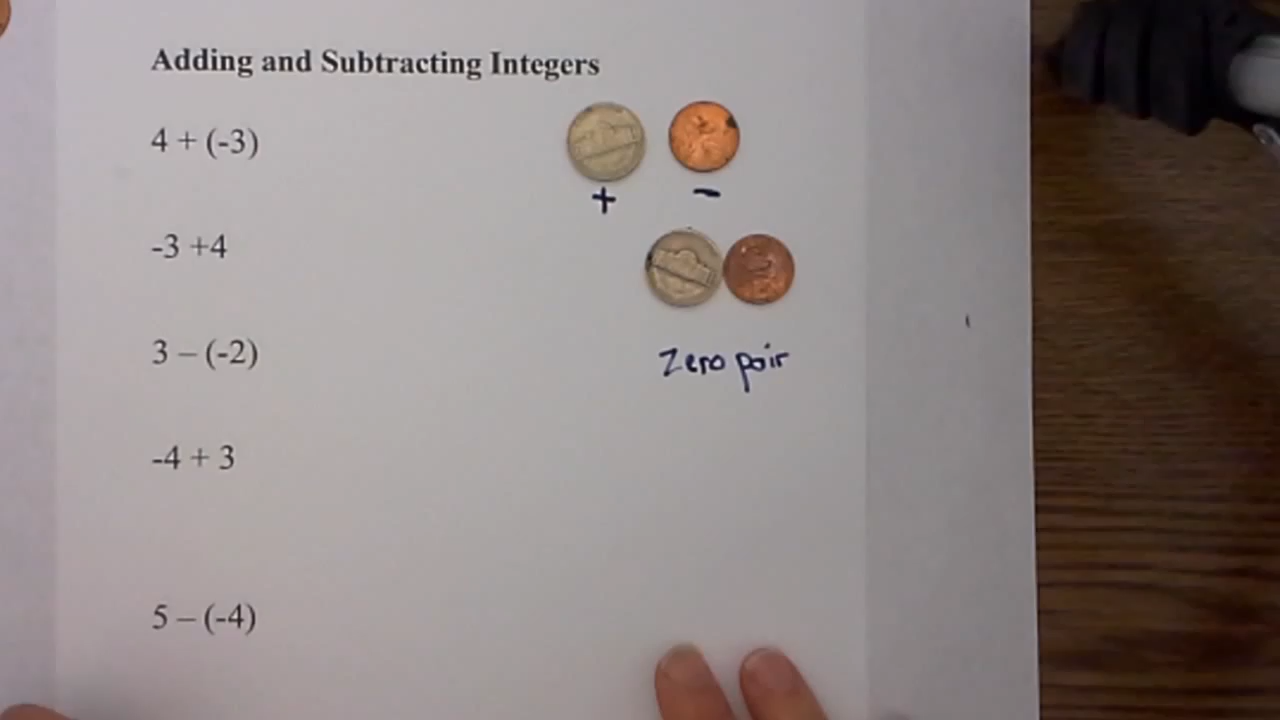 Adding and Subtracting Integers
4 + (-3)
+ -
-3 +4
3 – (-2)
Zero pair
-4 + 3
5 – (-4)